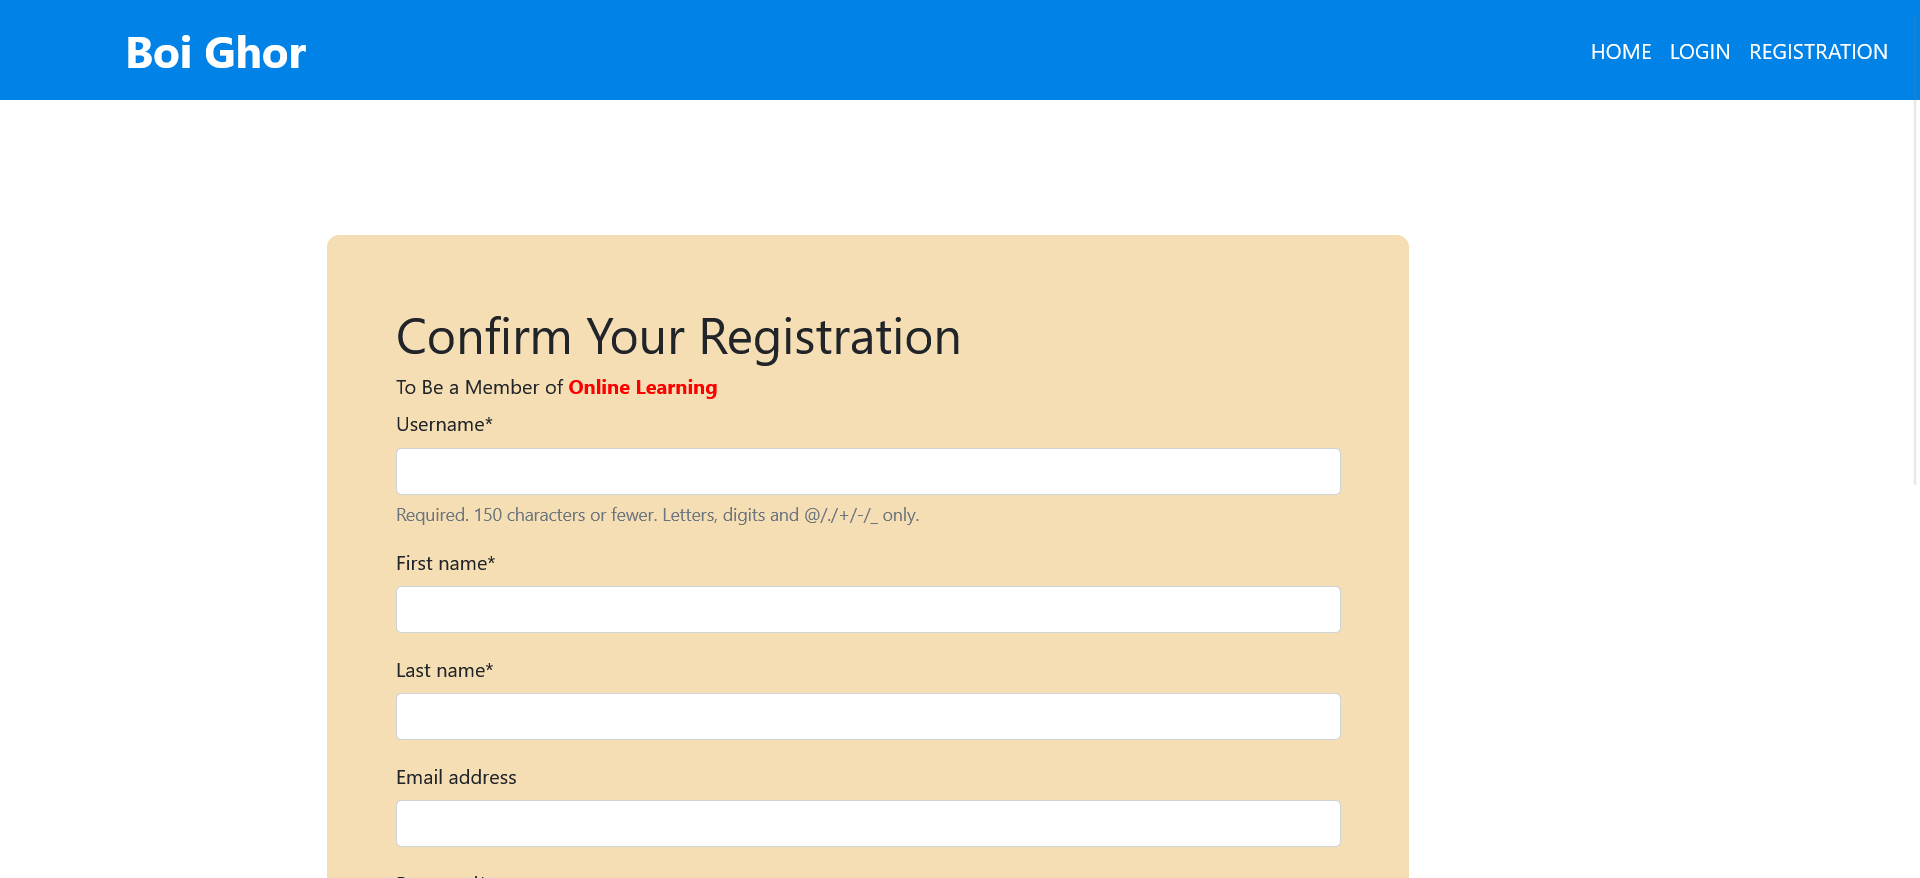 Boi Ghor
HOME LOGIN REGISTRATION
Confirm Your Registration
To Be a Member of Online Learning
Username*
Required. 150 characters or fewer. Letters, digits and @/./+/-/_ only.
First name*
Last name*
Email address